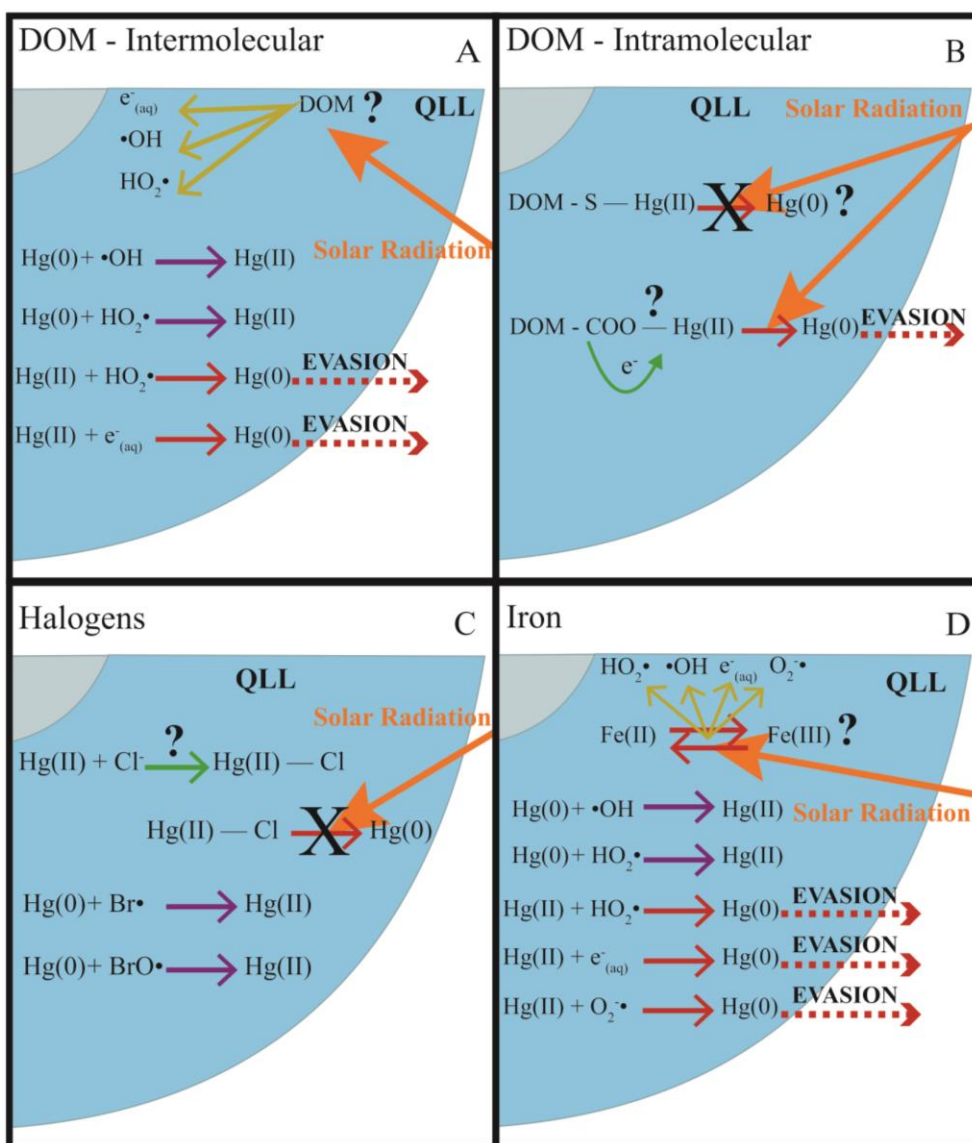 DOM - Intermolecular A
e⁻(aq) DOM ? QLL
•OH
HO₂•
Solar Radiation
Hg(0) + •OH Hg(II)
Hg(0) + HO₂• Hg(II)
Hg(II) + HO₂• Hg(0) EVASION
Hg(II) + e⁻(aq) Hg(0) EVASION
DOM - Intramolecular B
QLL Solar Radiation
DOM - S — Hg(II) X Hg(0) ?
?
DOM - COO — Hg(II) Hg(0) EVASION
e⁻
Halogens C
QLL
Solar Radiation
?
Hg(II) + Cl⁻ Hg(II) — Cl
Hg(II) — Cl X Hg(0)
Hg(0) + Br• Hg(II)
Hg(0) + BrO• Hg(II)
Iron D
HO₂• •OH e⁻(aq) O₂⁻• QLL
Fe(II) Fe(III) ?
Solar Radiation
Hg(0) + •OH Hg(II)
Hg(0) + HO₂• Hg(II)
Hg(II) + HO₂• Hg(0) EVASION
Hg(II) + e⁻(aq) Hg(0) EVASION
Hg(II) + O₂⁻• Hg(0) EVASION